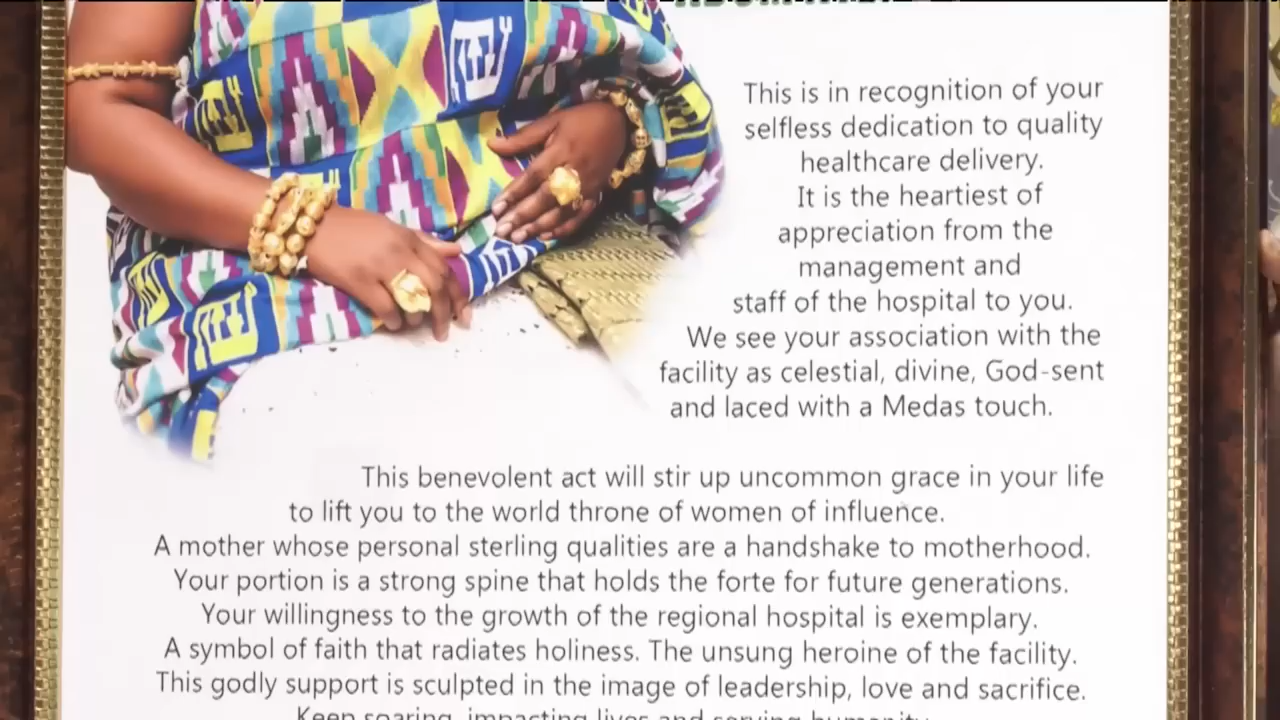 This is in recognition of your
selfless dedication to quality
healthcare delivery.
It is the heartiest of
appreciation from the
management and
staff of the hospital to you.
We see your association with the
facility as celestial, divine, God-sent
and laced with a Medas touch.
This benevolent act will stir up uncommon grace in your life
to lift you to the world throne of women of influence.
A mother whose personal sterling qualities are a handshake to motherhood.
Your portion is a strong spine that holds the forte for future generations.
Your willingness to the growth of the regional hospital is exemplary.
A symbol of faith that radiates holiness. The unsung heroine of the facility.
This godly support is sculpted in the image of leadership, love and sacrifice.
Keep soaring, impacting lives and serving humanity.